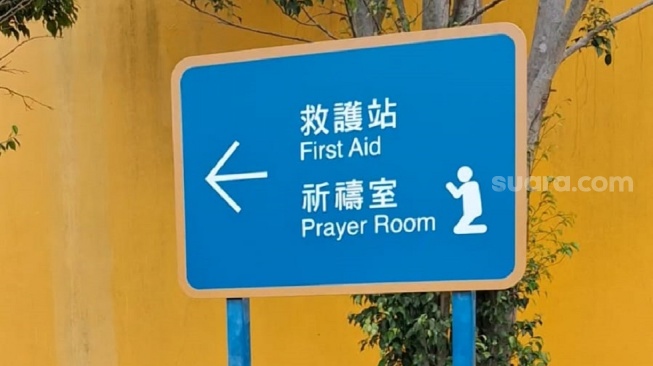 救護站
First Aid
祈禱室
Prayer Room
suara.com